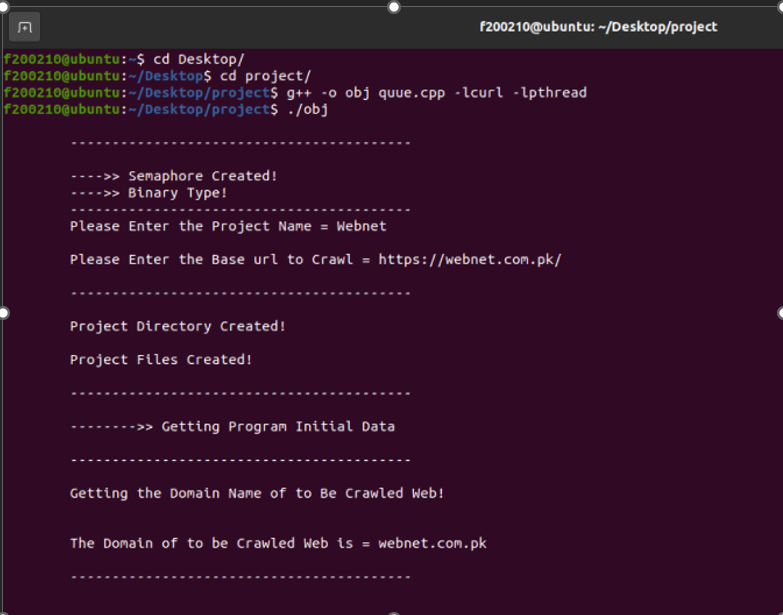 f200210@ubuntu: ~/Desktop/project
f200210@ubuntu:~$ cd Desktop/
f200210@ubuntu:~/Desktop$ cd project/
f200210@ubuntu:~/Desktop/project$ g++ -o obj quue.cpp -lcurl -lpthread
f200210@ubuntu:~/Desktop/project$ ./obj
-----------------------------------------
---->> Semaphore Created!
---->> Binary Type!
-----------------------------------------
Please Enter the Project Name = Webnet
Please Enter the Base url to Crawl = https://webnet.com.pk/
-----------------------------------------
Project Directory Created!
Project Files Created!
-----------------------------------------
-------->> Getting Program Initial Data
-----------------------------------------
Getting the Domain Name of to Be Crawled Web!
The Domain of to be Crawled Web is = webnet.com.pk
-----------------------------------------